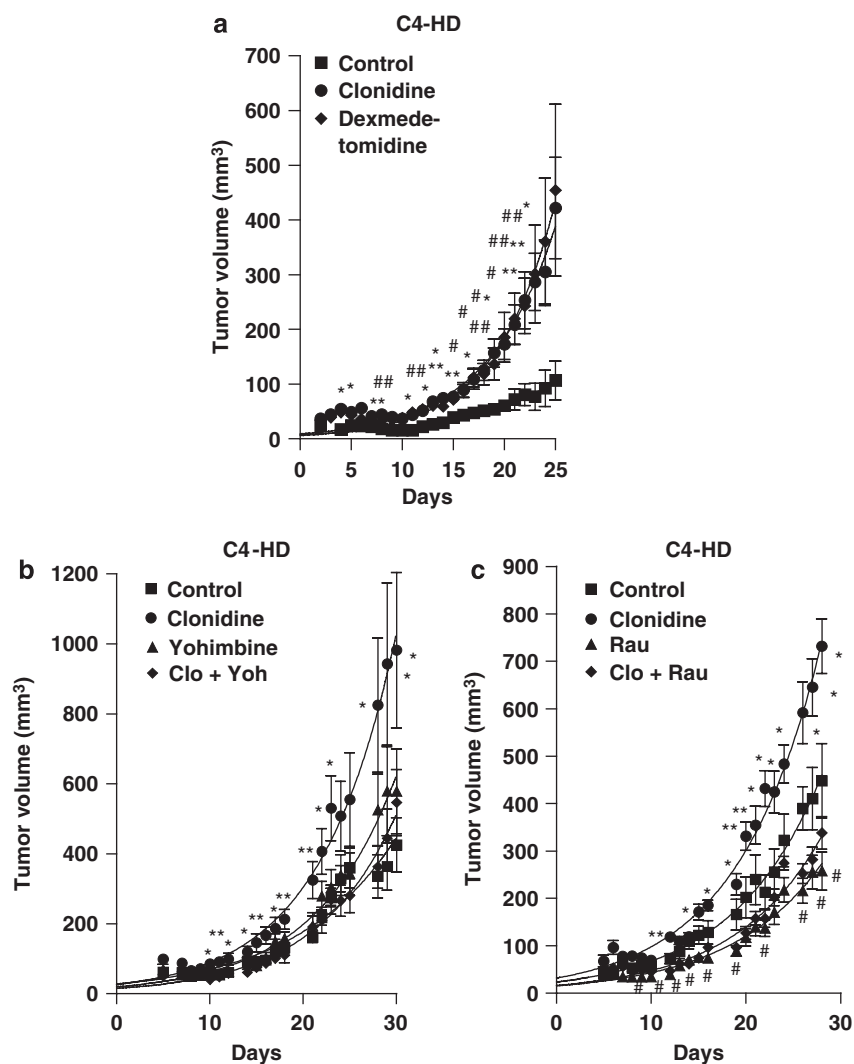 a
C4-HD
Tumor volume (mm³)
700
600
500
400
300
200
100
0
Control
Clonidine
Dexmede-
tomidine
## *
## **
# **
# *
# ##
# *
* **
## * *
* * ** ##
0 5 10 15 20 25
Days
b
C4-HD
Tumor volume (mm³)
1200
1000
800
600
400
200
0
Control
Clonidine
Yohimbine
Clo + Yoh
* ** * * ** * ** ** * * * * *
0 10 20 30
Days
c
C4-HD
Tumor volume (mm³)
900
800
700
600
500
400
300
200
100
0
Control
Clonidine
Rau
Clo + Rau
** * * * ** ** * * * * * * *
# # # # # # # # # #
0 10 20 30
Days